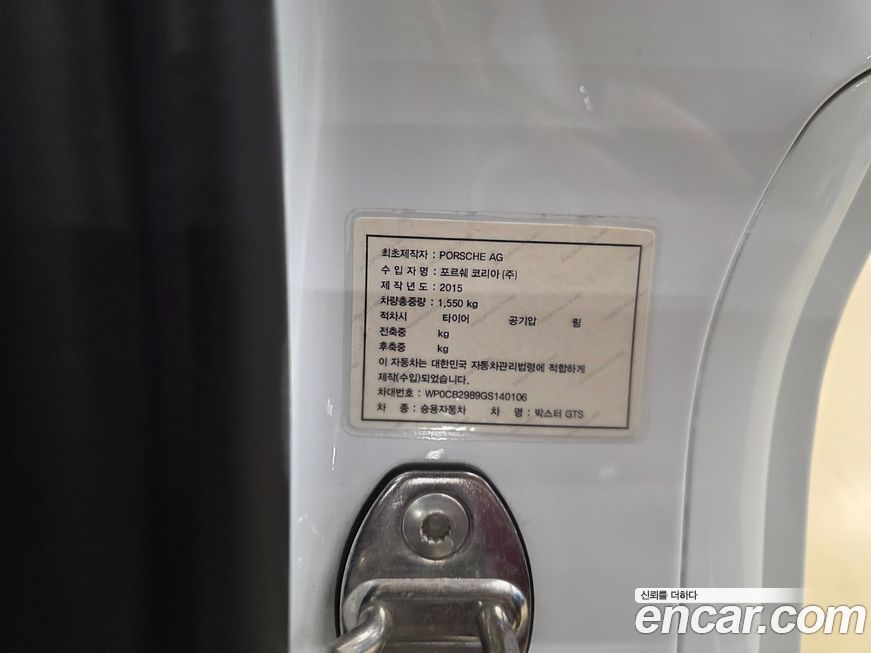 최초제작자 : PORSCHE AG
수 입 자 명 : 포르쉐 코리아 (주)
제 작 년 도 : 2015
차량총중량 : 1,550 kg
적차시 타이어 공기압 림
전축중 kg
후축중 kg
이 자동차는 대한민국 자동차관리법령에 적합하게
제작(수입)되었습니다.
차대번호 : WP0CB2989GS140106
차 종 : 승용자동차 차 명 : 박스터 GTS
신뢰를 더하다
encar.com